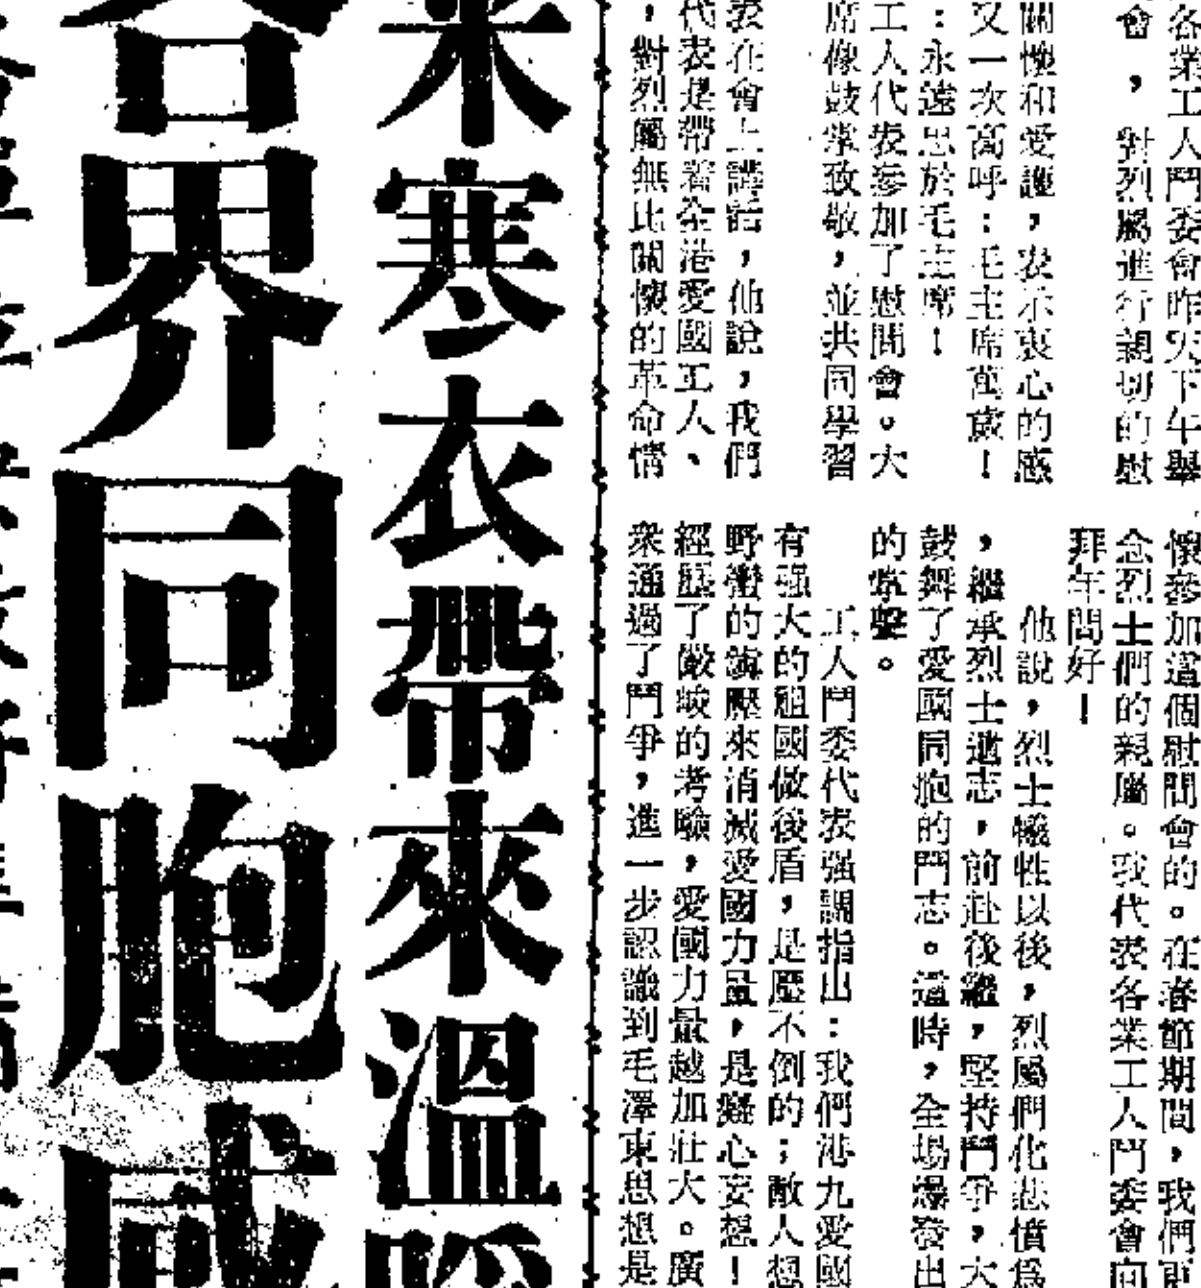 各業工人鬥委會昨天下午舉
會，對烈屬進行親切的慰
關懷和愛護，表示衷心的感
又一次高呼：毛主席萬歲！
：永遠忠於毛主席！
工人代表參加了慰問會。大
席像鼓掌致敬，並共同學習
表在會上講話，他說，我們
代表是帶着全港愛國工人、
，對烈屬無比關懷的革命情
懷參加這個慰問會的。在春節期間，我們前
念烈士們的親屬。我代表各業工人鬥委會向
拜年問好！
他說，烈士犧牲以後，烈屬們化悲憤爲
，繼承烈士遺志，前赴後繼，堅持鬥爭，大
鼓舞了愛國同胞的鬥志。這時，全場爆發出
的掌聲。
工人鬥委代表强調指出：我們港九愛國
有强大的祖國做後盾，是壓不倒的；敵人想
野蠻的鎮壓來消滅愛國力量，是癡心妄想！
經歷了嚴峻的考驗，愛國力量越加壯大。廣
衆通過了鬥爭，進一步認識到毛澤東思想是
來寒衣帶來溫暖
各界同胞感